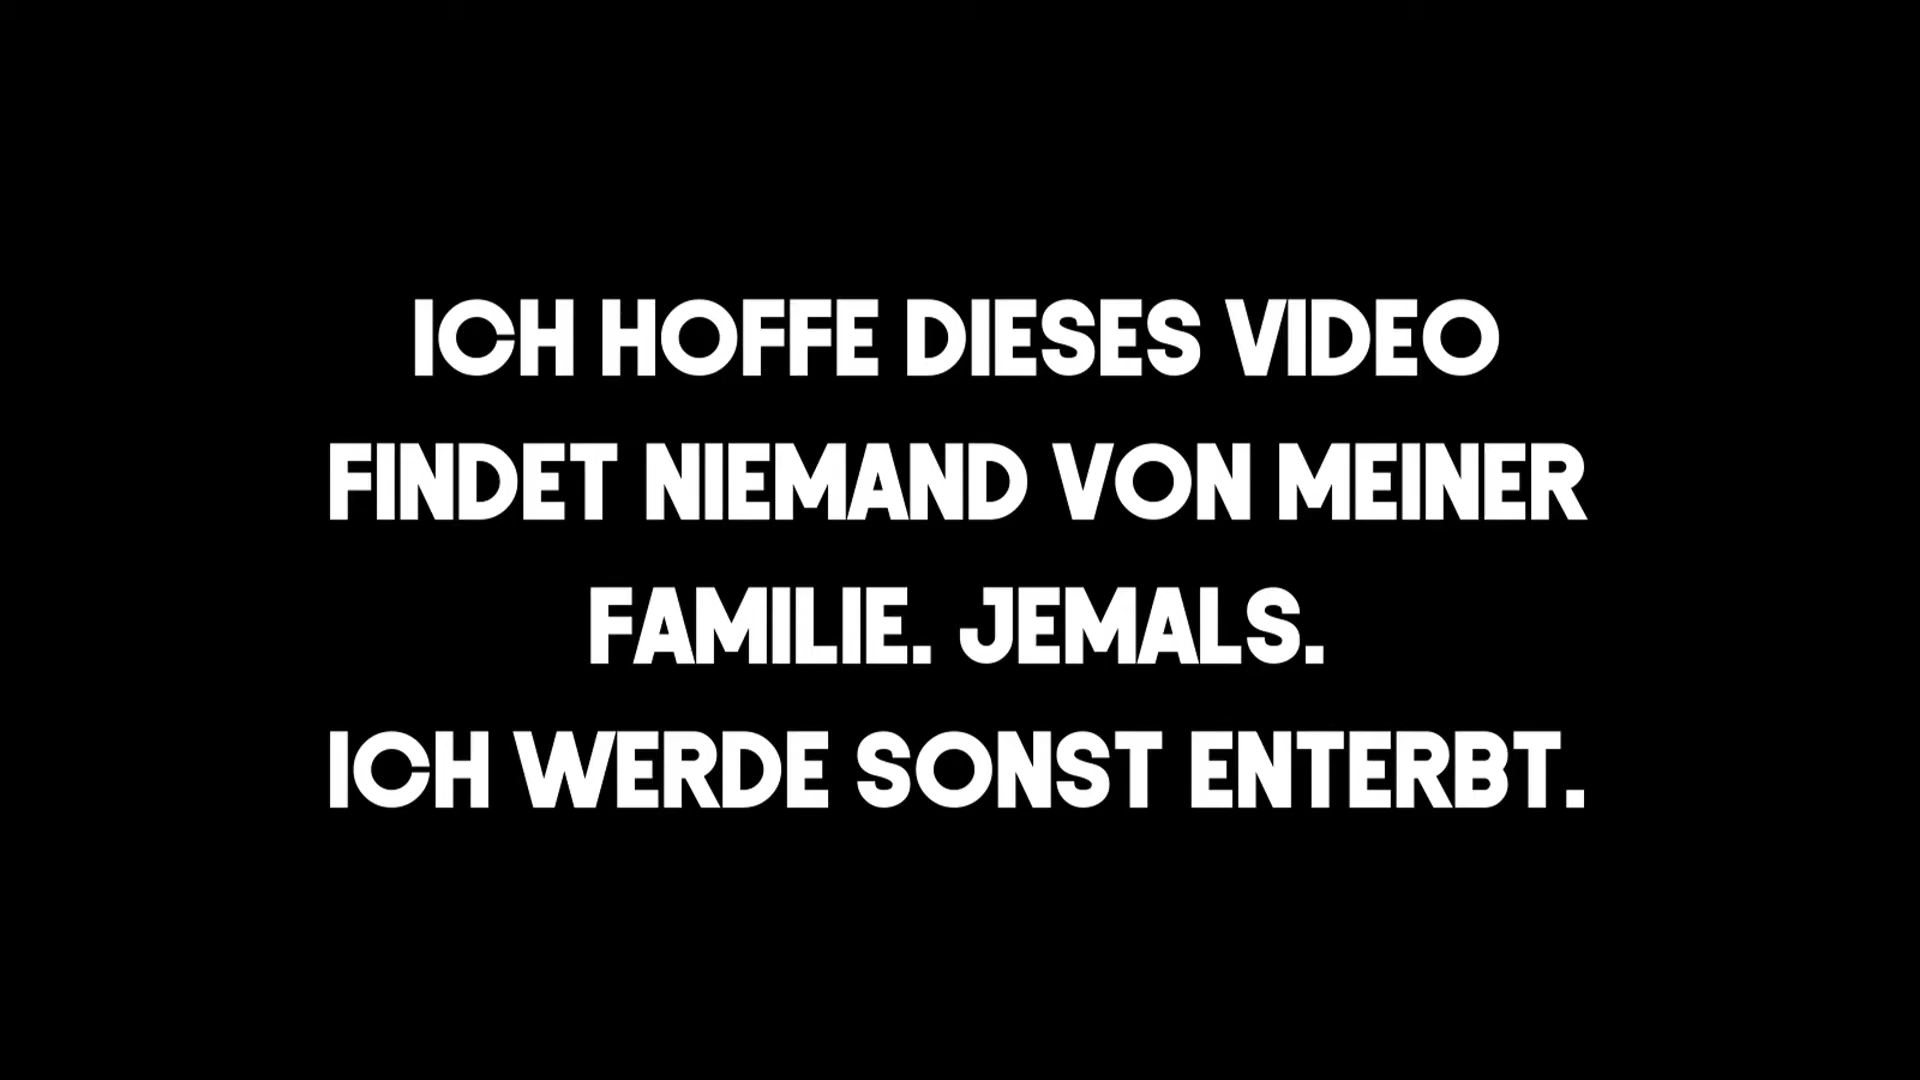 ICH HOFFE DIESES VIDEO
FINDET NIEMAND VON MEINER
FAMILIE. JEMALS.
ICH WERDE SONST ENTERBT.